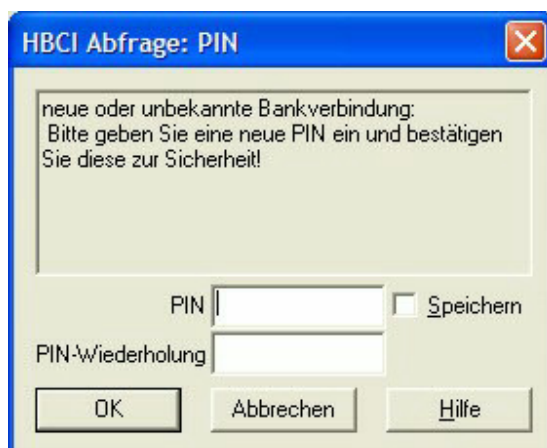 HBCI Abfrage: PIN
neue oder unbekannte Bankverbindung:
Bitte geben Sie eine neue PIN ein und bestätigen
Sie diese zur Sicherheit!
PIN Speichern
PIN-Wiederholung
OK Abbrechen Hilfe